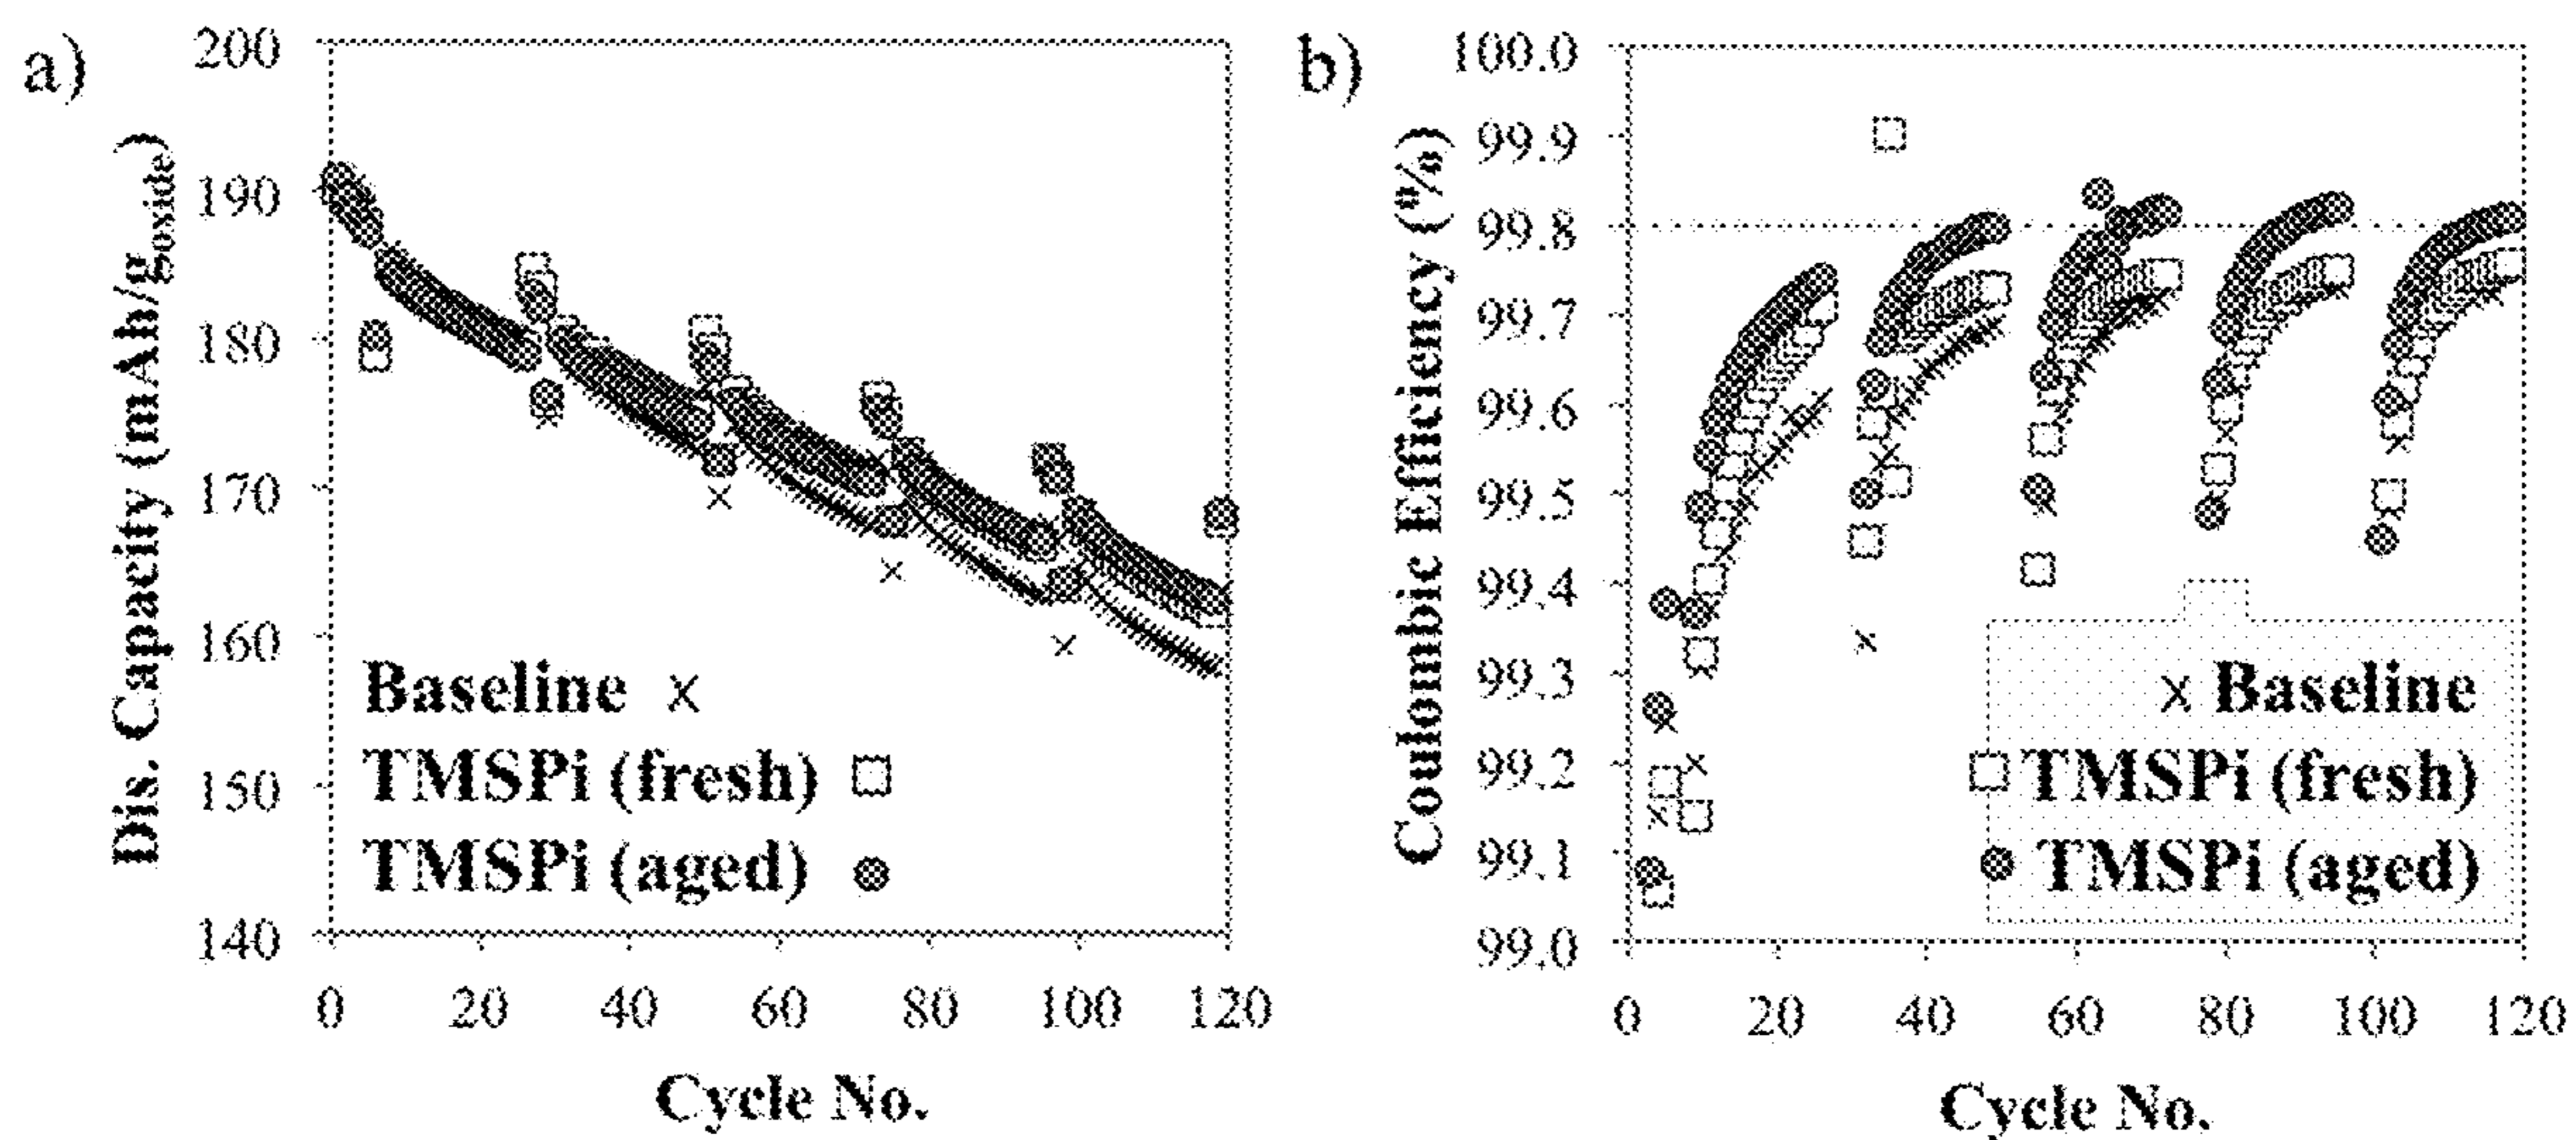 a)
Dis. Capacity (mAh/goxide)
200
190
180
170
160
150
140
Baseline
TMSPi (fresh)
TMSPi (aged)
0 20 40 60 80 100 120
Cycle No.
b)
Coulombic Efficiency (%)
100.0
99.9
99.8
99.7
99.6
99.5
99.4
99.3
99.2
99.1
99.0
Baseline
TMSPi (fresh)
TMSPi (aged)
0 20 40 60 80 100 120
Cycle No.